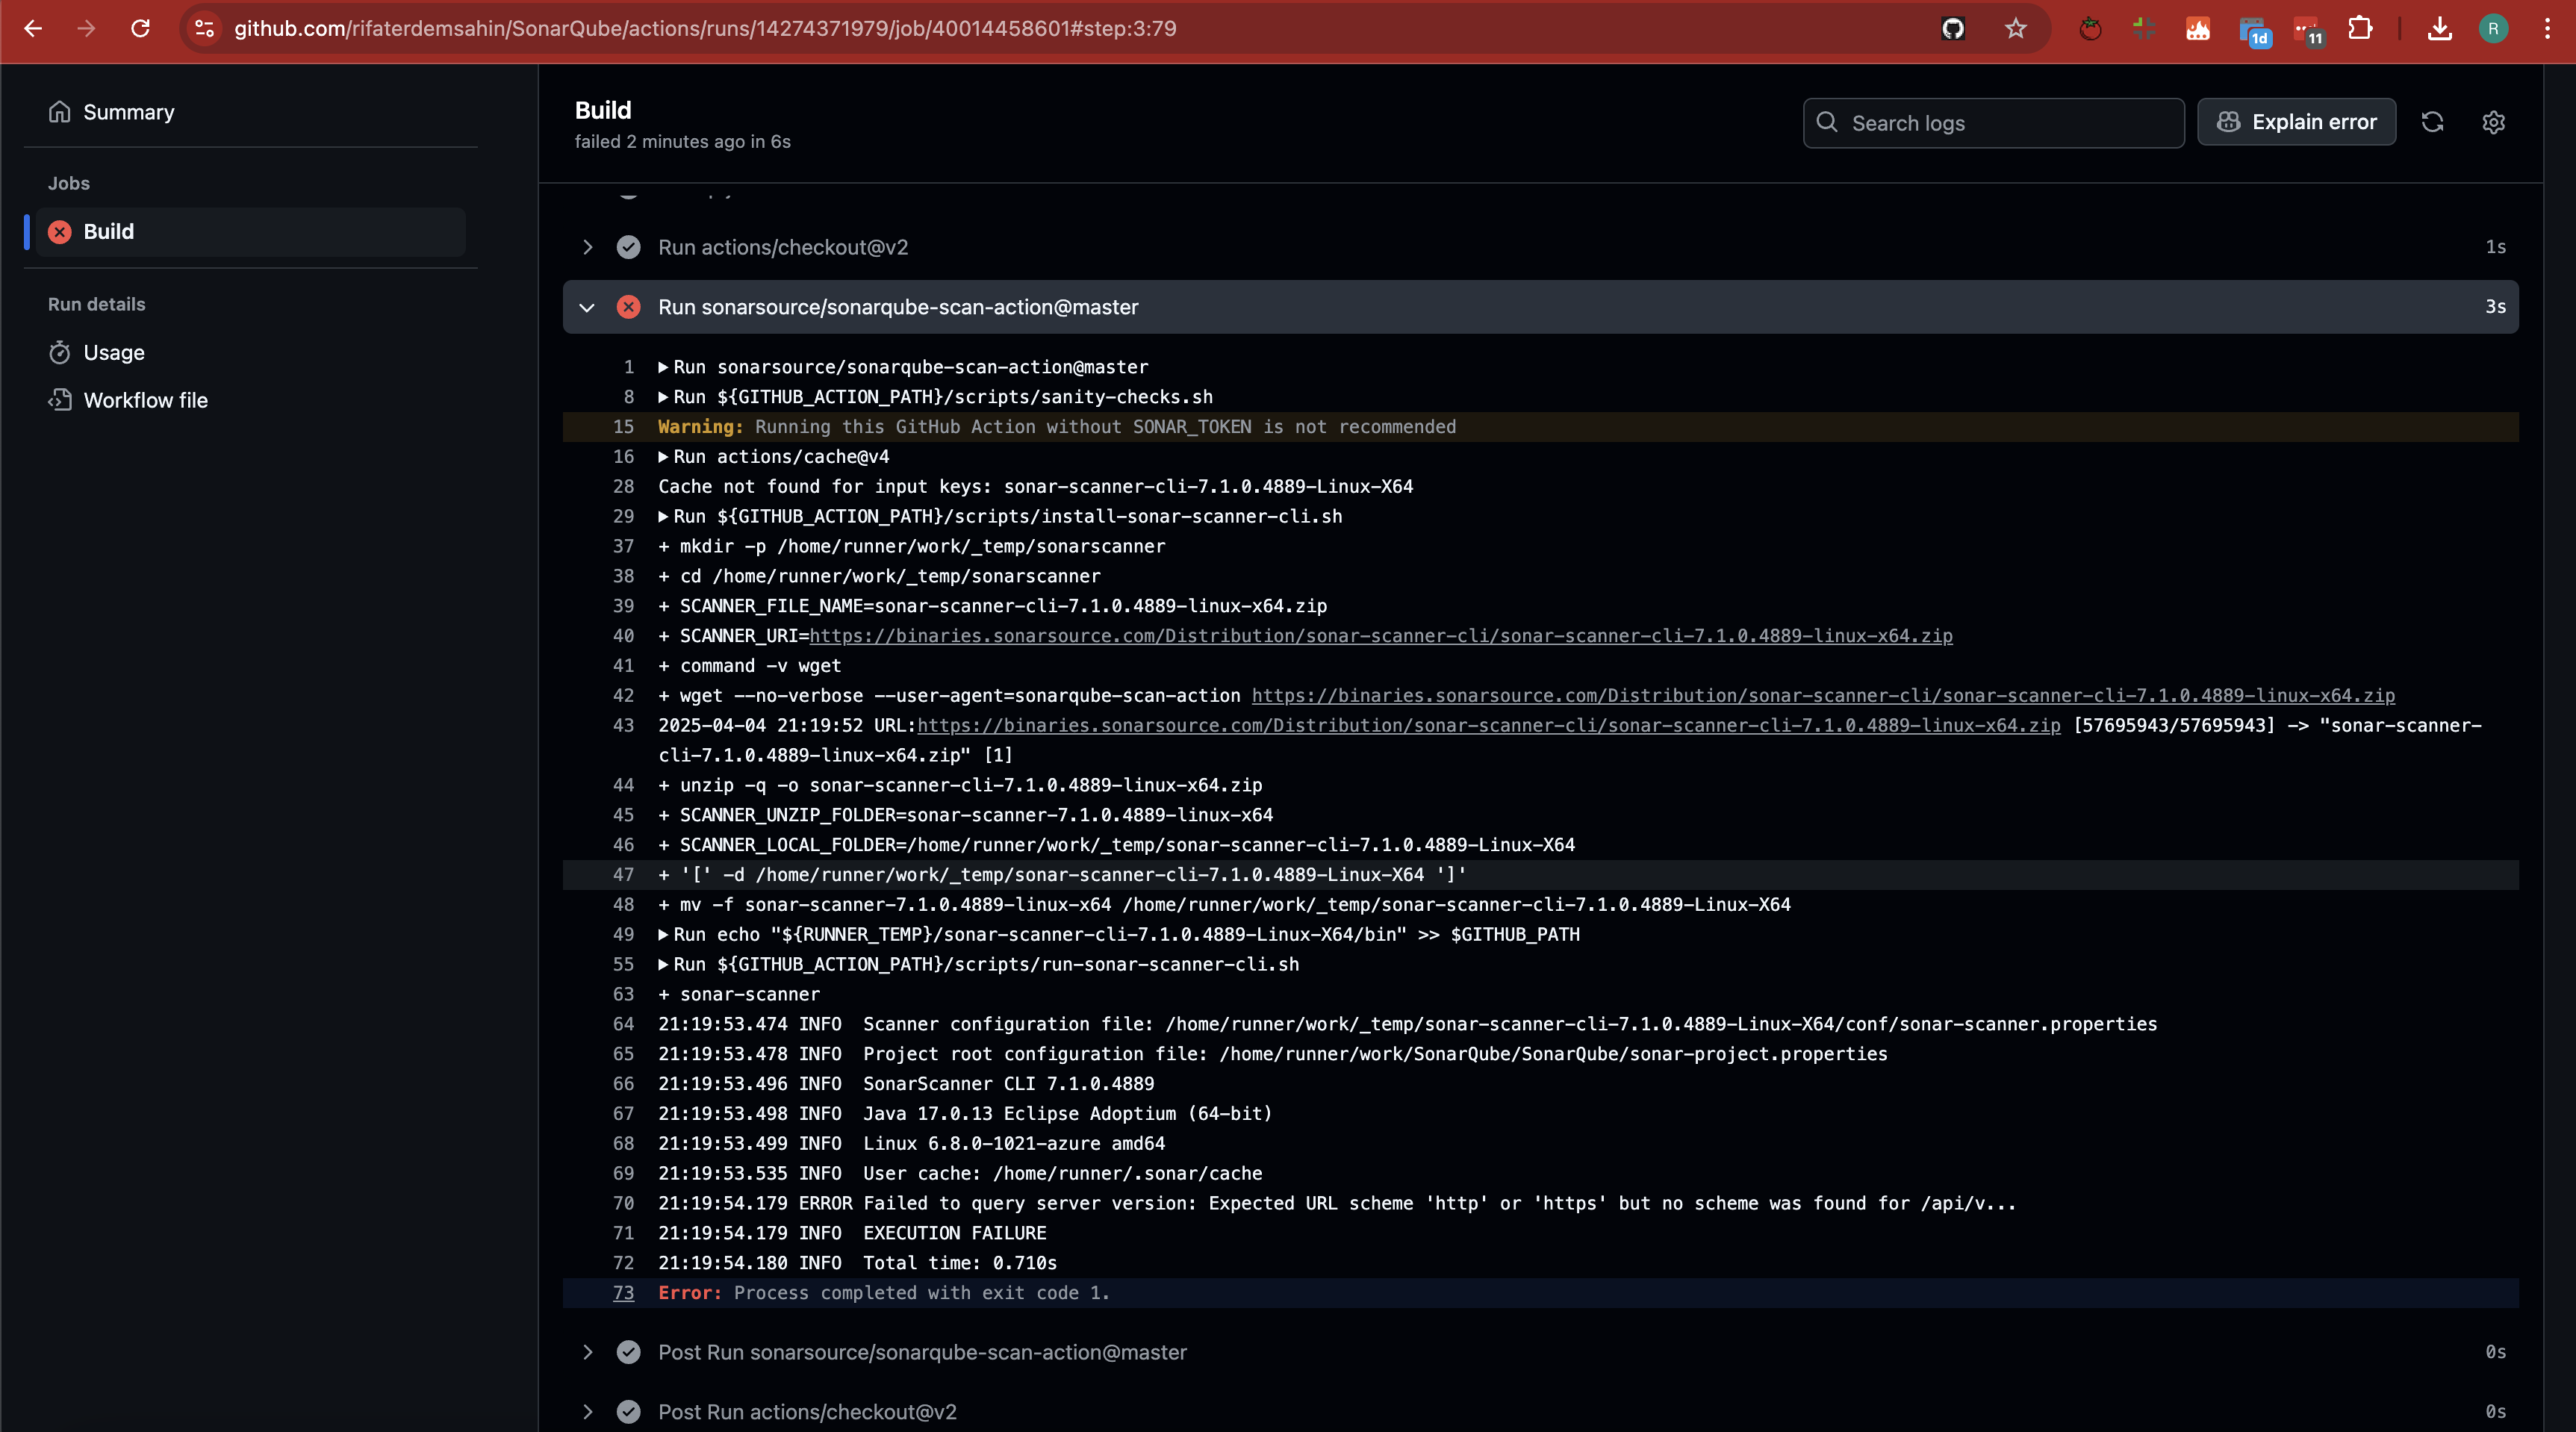 github.com/rifaterdemsahin/SonarQube/actions/runs/14274371979/job/40014458601#step:3:79
1d
11
R
Summary
Jobs
Build
Run details
Usage
Workflow file
Build
failed 2 minutes ago in 6s
Search logs
Explain error
Run actions/checkout@v2
1s
Run sonarsource/sonarqube-scan-action@master
3s
1 Run sonarsource/sonarqube-scan-action@master
8 Run ${GITHUB_ACTION_PATH}/scripts/sanity-checks.sh
15 Warning: Running this GitHub Action without SONAR_TOKEN is not recommended
16 Run actions/cache@v4
28 Cache not found for input keys: sonar-scanner-cli-7.1.0.4889-Linux-X64
29 Run ${GITHUB_ACTION_PATH}/scripts/install-sonar-scanner-cli.sh
37 + mkdir -p /home/runner/work/_temp/sonarscanner
38 + cd /home/runner/work/_temp/sonarscanner
39 + SCANNER_FILE_NAME=sonar-scanner-cli-7.1.0.4889-linux-x64.zip
40 + SCANNER_URI=https://binaries.sonarsource.com/Distribution/sonar-scanner-cli/sonar-scanner-cli-7.1.0.4889-linux-x64.zip
41 + command -v wget
42 + wget --no-verbose --user-agent=sonarqube-scan-action https://binaries.sonarsource.com/Distribution/sonar-scanner-cli/sonar-scanner-cli-7.1.0.4889-linux-x64.zip
43 2025-04-04 21:19:52 URL:https://binaries.sonarsource.com/Distribution/sonar-scanner-cli/sonar-scanner-cli-7.1.0.4889-linux-x64.zip [57695943/57695943] -> "sonar-scanner-
cli-7.1.0.4889-linux-x64.zip" [1]
44 + unzip -q -o sonar-scanner-cli-7.1.0.4889-linux-x64.zip
45 + SCANNER_UNZIP_FOLDER=sonar-scanner-7.1.0.4889-linux-x64
46 + SCANNER_LOCAL_FOLDER=/home/runner/work/_temp/sonar-scanner-cli-7.1.0.4889-Linux-X64
47 + '[' -d /home/runner/work/_temp/sonar-scanner-cli-7.1.0.4889-Linux-X64 ']'
48 + mv -f sonar-scanner-7.1.0.4889-linux-x64 /home/runner/work/_temp/sonar-scanner-cli-7.1.0.4889-Linux-X64
49 Run echo "${RUNNER_TEMP}/sonar-scanner-cli-7.1.0.4889-Linux-X64/bin" >> $GITHUB_PATH
55 Run ${GITHUB_ACTION_PATH}/scripts/run-sonar-scanner-cli.sh
63 + sonar-scanner
64 21:19:53.474 INFO  Scanner configuration file: /home/runner/work/_temp/sonar-scanner-cli-7.1.0.4889-Linux-X64/conf/sonar-scanner.properties
65 21:19:53.478 INFO  Project root configuration file: /home/runner/work/SonarQube/SonarQube/sonar-project.properties
66 21:19:53.496 INFO  SonarScanner CLI 7.1.0.4889
67 21:19:53.498 INFO  Java 17.0.13 Eclipse Adoptium (64-bit)
68 21:19:53.499 INFO  Linux 6.8.0-1021-azure amd64
69 21:19:53.535 INFO  User cache: /home/runner/.sonar/cache
70 21:19:54.179 ERROR Failed to query server version: Expected URL scheme 'http' or 'https' but no scheme was found for /api/v...
71 21:19:54.179 INFO  EXECUTION FAILURE
72 21:19:54.180 INFO  Total time: 0.710s
73 Error: Process completed with exit code 1.
Post Run sonarsource/sonarqube-scan-action@master
0s
Post Run actions/checkout@v2
0s